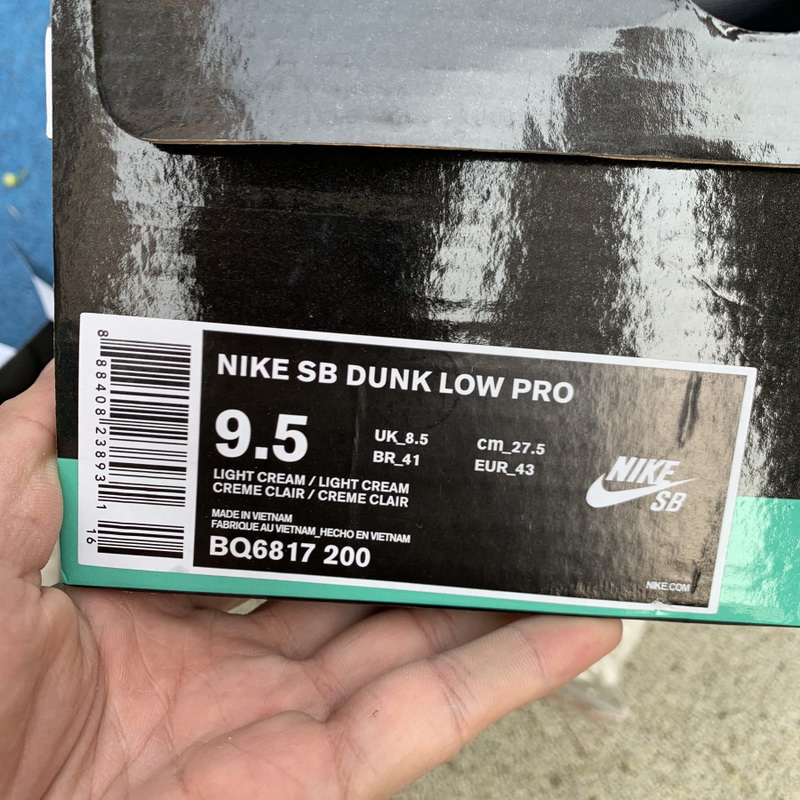 NIKE SB DUNK LOW PRO
9.5
UK_8.5
cm_27.5
BR_41
EUR_43
LIGHT CREAM / LIGHT CREAM
CREME CLAIR / CREME CLAIR
MADE IN VIETNAM
FABRIQUE AU VIETNAM_HECHO EN VIETNAM
BQ6817 200
NIKE
SB
NIKE.COM
8 88408 23893 1
16